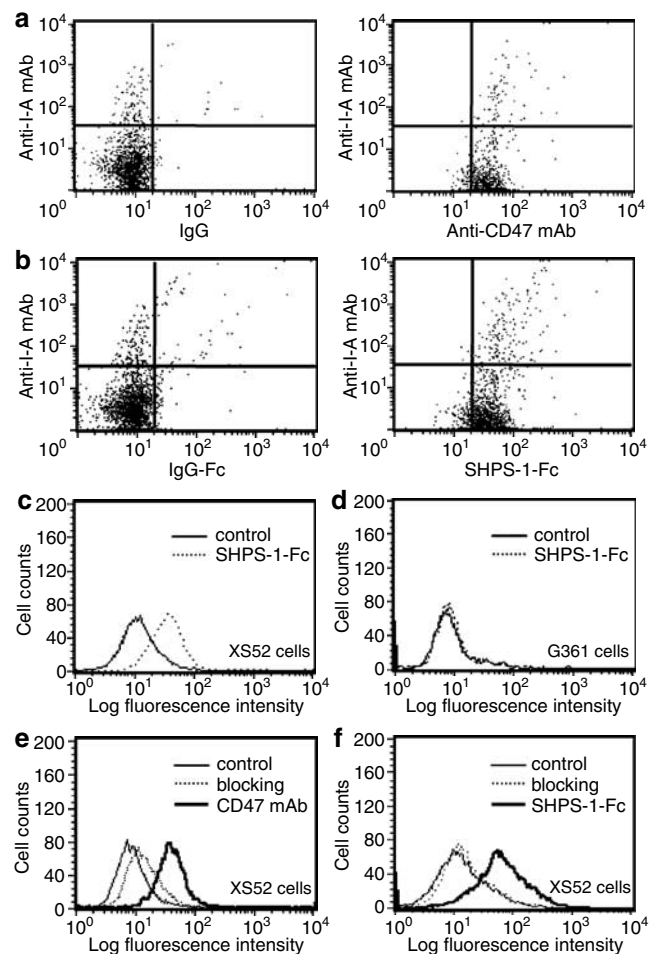 a
10⁴
10³
10²
10¹
10⁰ 10¹ 10² 10³ 10⁴
Anti-I-A mAb
IgG
10⁴
10³
10²
10¹
10⁰ 10¹ 10² 10³ 10⁴
Anti-I-A mAb
Anti-CD47 mAb
b
10⁴
10³
10²
10¹
10⁰ 10¹ 10² 10³ 10⁴
Anti-I-A mAb
IgG-Fc
10⁴
10³
10²
10¹
10⁰ 10¹ 10² 10³ 10⁴
Anti-I-A mAb
SHPS-1-Fc
c
200
160
120
80
40
0
Cell counts
control
SHPS-1-Fc
XS52 cells
10⁰ 10¹ 10² 10³ 10⁴
Log fluorescence intensity
d
200
160
120
80
40
0
Cell counts
control
SHPS-1-Fc
G361 cells
10⁰ 10¹ 10² 10³ 10⁴
Log fluorescence intensity
e
200
160
120
80
40
0
Cell counts
control
blocking
CD47 mAb
XS52 cells
10⁰ 10¹ 10² 10³ 10⁴
Log fluorescence intensity
f
200
160
120
80
40
0
Cell counts
control
blocking
SHPS-1-Fc
XS52 cells
10⁰ 10¹ 10² 10³ 10⁴
Log fluorescence intensity